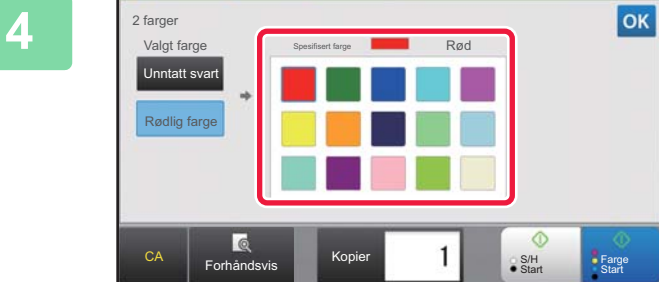 4
2 farger
OK
Valgt farge
Spesifisert farge Rød
Unntatt svart
Rødlig farge
CA
Forhåndsvis
Kopier
1
S/H
Start
Farge
Start